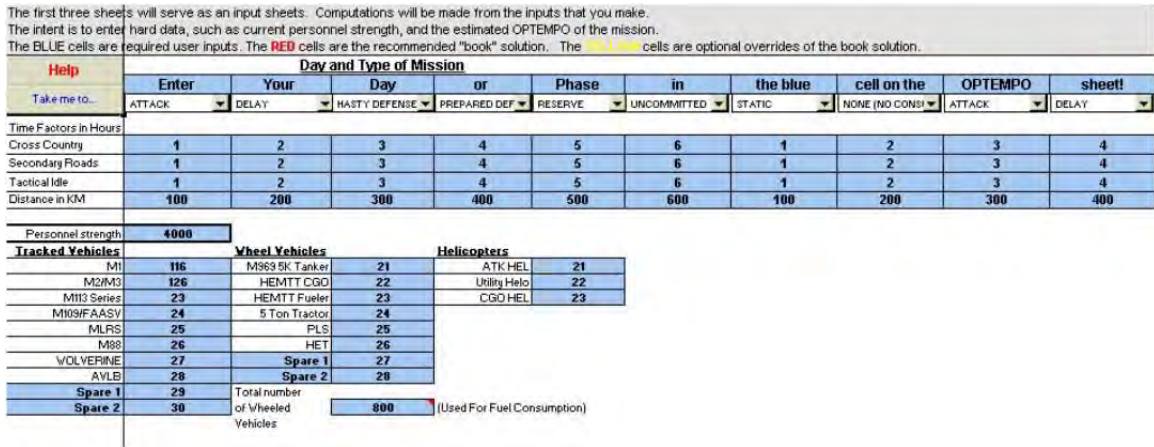 The first three sheets will serve as an input sheets. Computations will be made from the inputs that you make.
The intent is to enter hard data, such as current personnel strength, and the estimated OPTEMPO of the mission.
The BLUE cells are required user inputs. The RED cells are the recommended "book" solution. The YELLOW cells are optional overrides of the book solution.
Help Day and Type of Mission
Enter Your Day or Phase in the blue cell on the OPTEMPO sheet!
Take me to... ATTACK DELAY HASTY DEFENSE PREPARED DEF RESERVE UNCOMMITTED STATIC NONE (NO CONSI ATTACK DELAY
Time Factors in Hours
Cross Country 1 2 3 4 5 6 1 2 3 4
Secondary Roads 1 2 3 4 5 6 1 2 3 4
Tactical Idle 1 2 3 4 5 6 1 2 3 4
Distance in KM 100 200 300 400 500 600 100 200 300 400
Personnel strength 4000
Tracked Vehicles Wheel Vehicles Helicopters
M1 116 M969 5K Tanker 21 ATK HEL 21
M2/M3 126 HEMTT CGO 22 Utility Helo 22
M113 Series 23 HEMTT Fueler 23 CGO HEL 23
M109/FAASV 24 5 Ton Tractor 24
MLRS 25 PLS 25
M88 26 HET 26
WOLVERINE 27 Spare 1 27
AVLB 28 Spare 2 28
Spare 1 29 Total number
Spare 2 30 of Wheeled 800 (Used For Fuel Consumption)
Vehicles